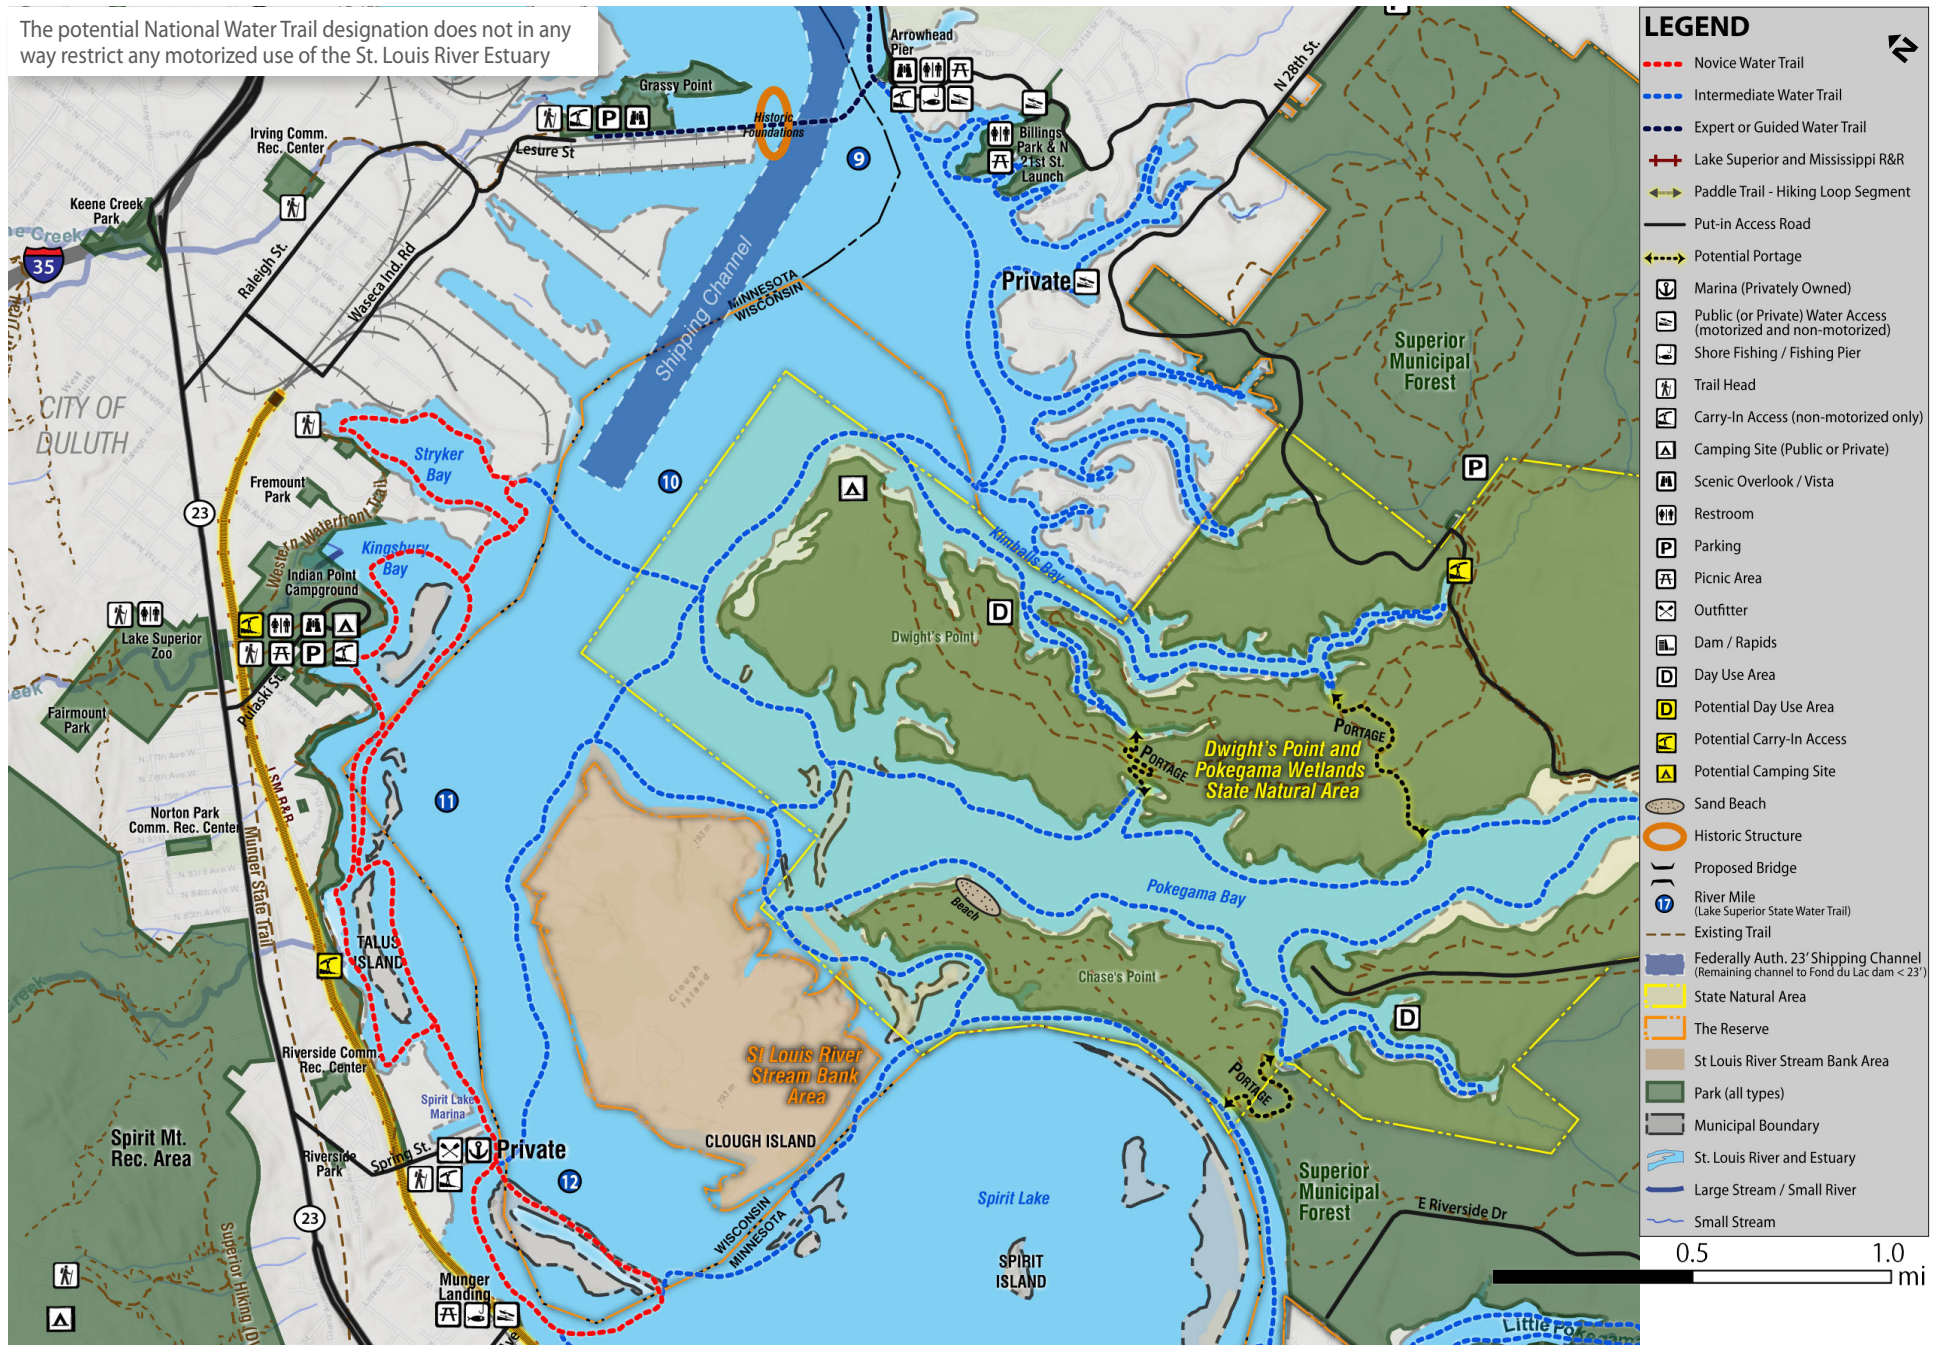 The potential National Water Trail designation does not in any
way restrict any motorized use of the St. Louis River Estuary
Arrowhead
Pier
Grassy Point
Historic
Foundations
Lesure St
N 28th St.
Irving Comm.
Rec. Center
Keene Creek
Park
35
Raleigh St.
Waseca Ind. Rd
9
Billings
Park & N
21st St.
Launch
Private
MINNESOTA
WISCONSIN
Shipping Channel
Superior
Municipal
Forest
CITY OF
DULUTH
Stryker
Bay
10
Fremount
Park
23
Western Waterfront Trail
Kingsbury
Bay
Indian Point
Campground
Kimballs Bay
Lake Superior
Zoo
Dwight's Point
Pulaski St.
Fairmount
Park
PORTAGE
PORTAGE
Dwight's Point and
Pokegama Wetlands
State Natural Area
LSM R&R
11
Norton Park
Comm. Rec. Center
Munger State Trail
Pokegama Bay
Beach
TALUS
ISLAND
Clough
Island
Chase's Point
Riverside Comm.
Rec. Center
St Louis River
Stream Bank
Area
PORTAGE
Spirit Lake
Marina
CLOUGH ISLAND
Spirit Mt.
Rec. Area
Riverside
Park
Spring St.
Private
12
Spirit Lake
Superior
Municipal
Forest
E Riverside Dr
23
WISCONSIN
MINNESOTA
SPIRIT
ISLAND
Munger
Landing
Superior Hiking
Little Pokegama
LEGEND
N
Novice Water Trail
Intermediate Water Trail
Expert or Guided Water Trail
Lake Superior and Mississippi R&R
Paddle Trail - Hiking Loop Segment
Put-in Access Road
Potential Portage
Marina (Privately Owned)
Public (or Private) Water Access
(motorized and non-motorized)
Shore Fishing / Fishing Pier
Trail Head
Carry-In Access (non-motorized only)
Camping Site (Public or Private)
Scenic Overlook / Vista
Restroom
P Parking
Picnic Area
Outfitter
Dam / Rapids
D Day Use Area
D Potential Day Use Area
Potential Carry-In Access
Potential Camping Site
Sand Beach
Historic Structure
Proposed Bridge
17 River Mile
(Lake Superior State Water Trail)
Existing Trail
Federally Auth. 23' Shipping Channel
(Remaining channel to Fond du Lac dam < 23')
State Natural Area
The Reserve
St Louis River Stream Bank Area
Park (all types)
Municipal Boundary
St. Louis River and Estuary
Large Stream / Small River
Small Stream
0.5 1.0
mi